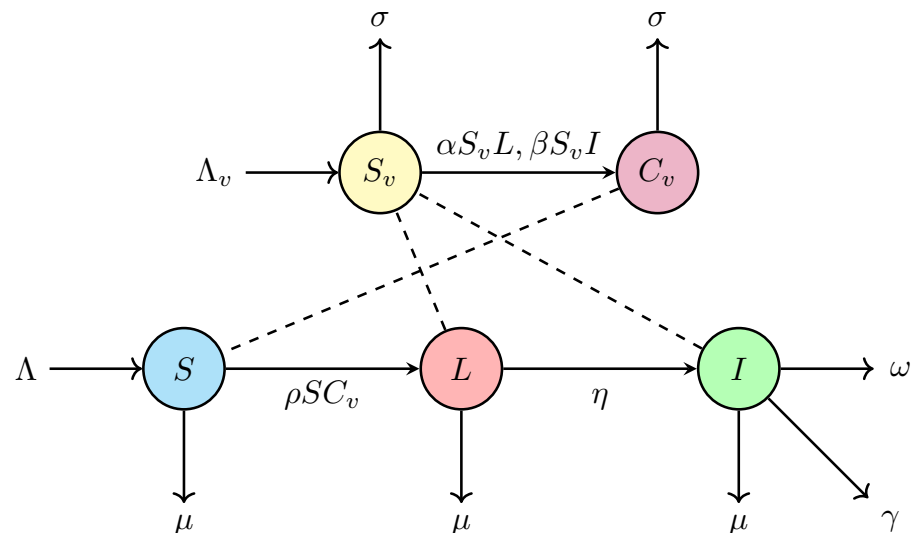 σ σ
Λ_v S_v αS_vL, βS_vI C_v
Λ S ρSC_v L η I ω
μ μ μ γ